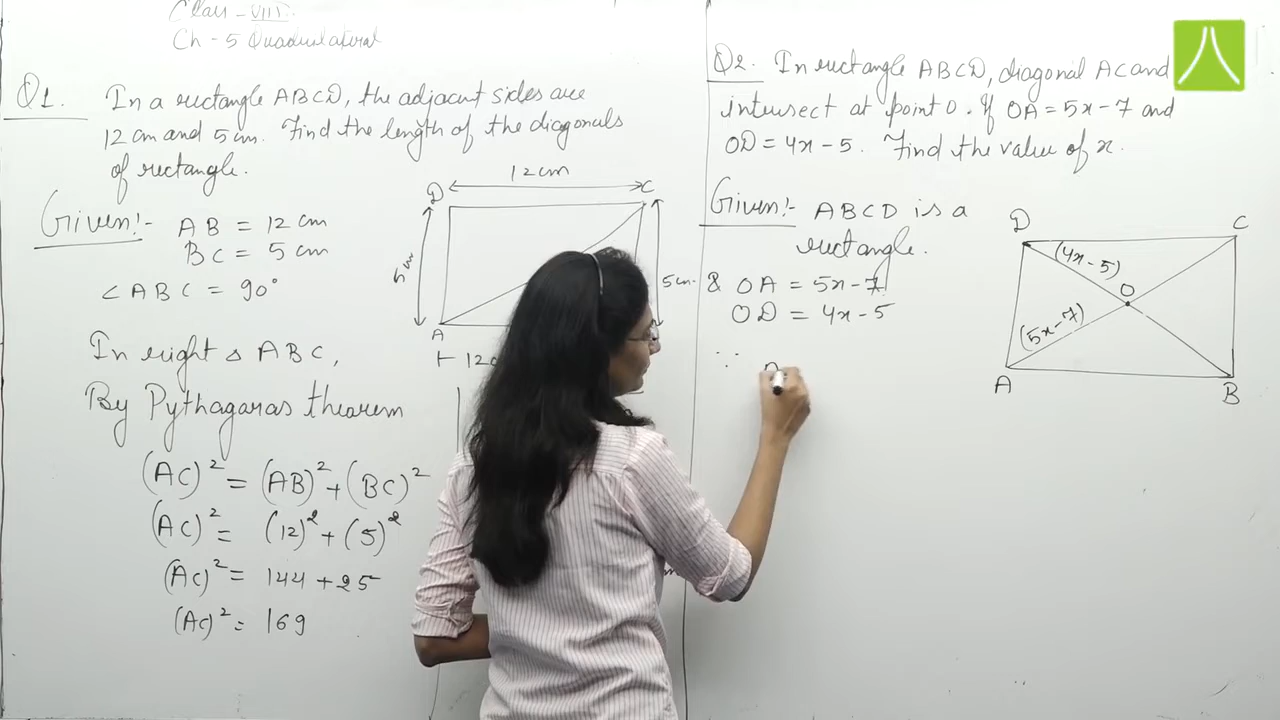 Class - VIII
Ch - 5 Quadrilateral
Q1. In a rectangle ABCD, the adjacent sides are
12 cm and 5 cm. Find the length of the diagonals
of rectangle.
Given:- AB = 12 cm
BC = 5 cm
∠ABC = 90°
In right △ ABC,
By Pythagoras theorem
(AC)² = (AB)² + (BC)²
(AC)² = (12)² + (5)²
(AC)² = 144 + 25
(AC)² = 169
12 cm
D C
5 cm
5 cm
A
12
Q2. In rectangle ABCD, diagonal AC and
intersect at point O. If OA = 5x - 7 and
OD = 4x - 5. Find the value of x.
Given:- ABCD is a
rectangle.
& OA = 5x - 7
OD = 4x - 5
∵
D C
(4x - 5)
O
(5x - 7)
A B